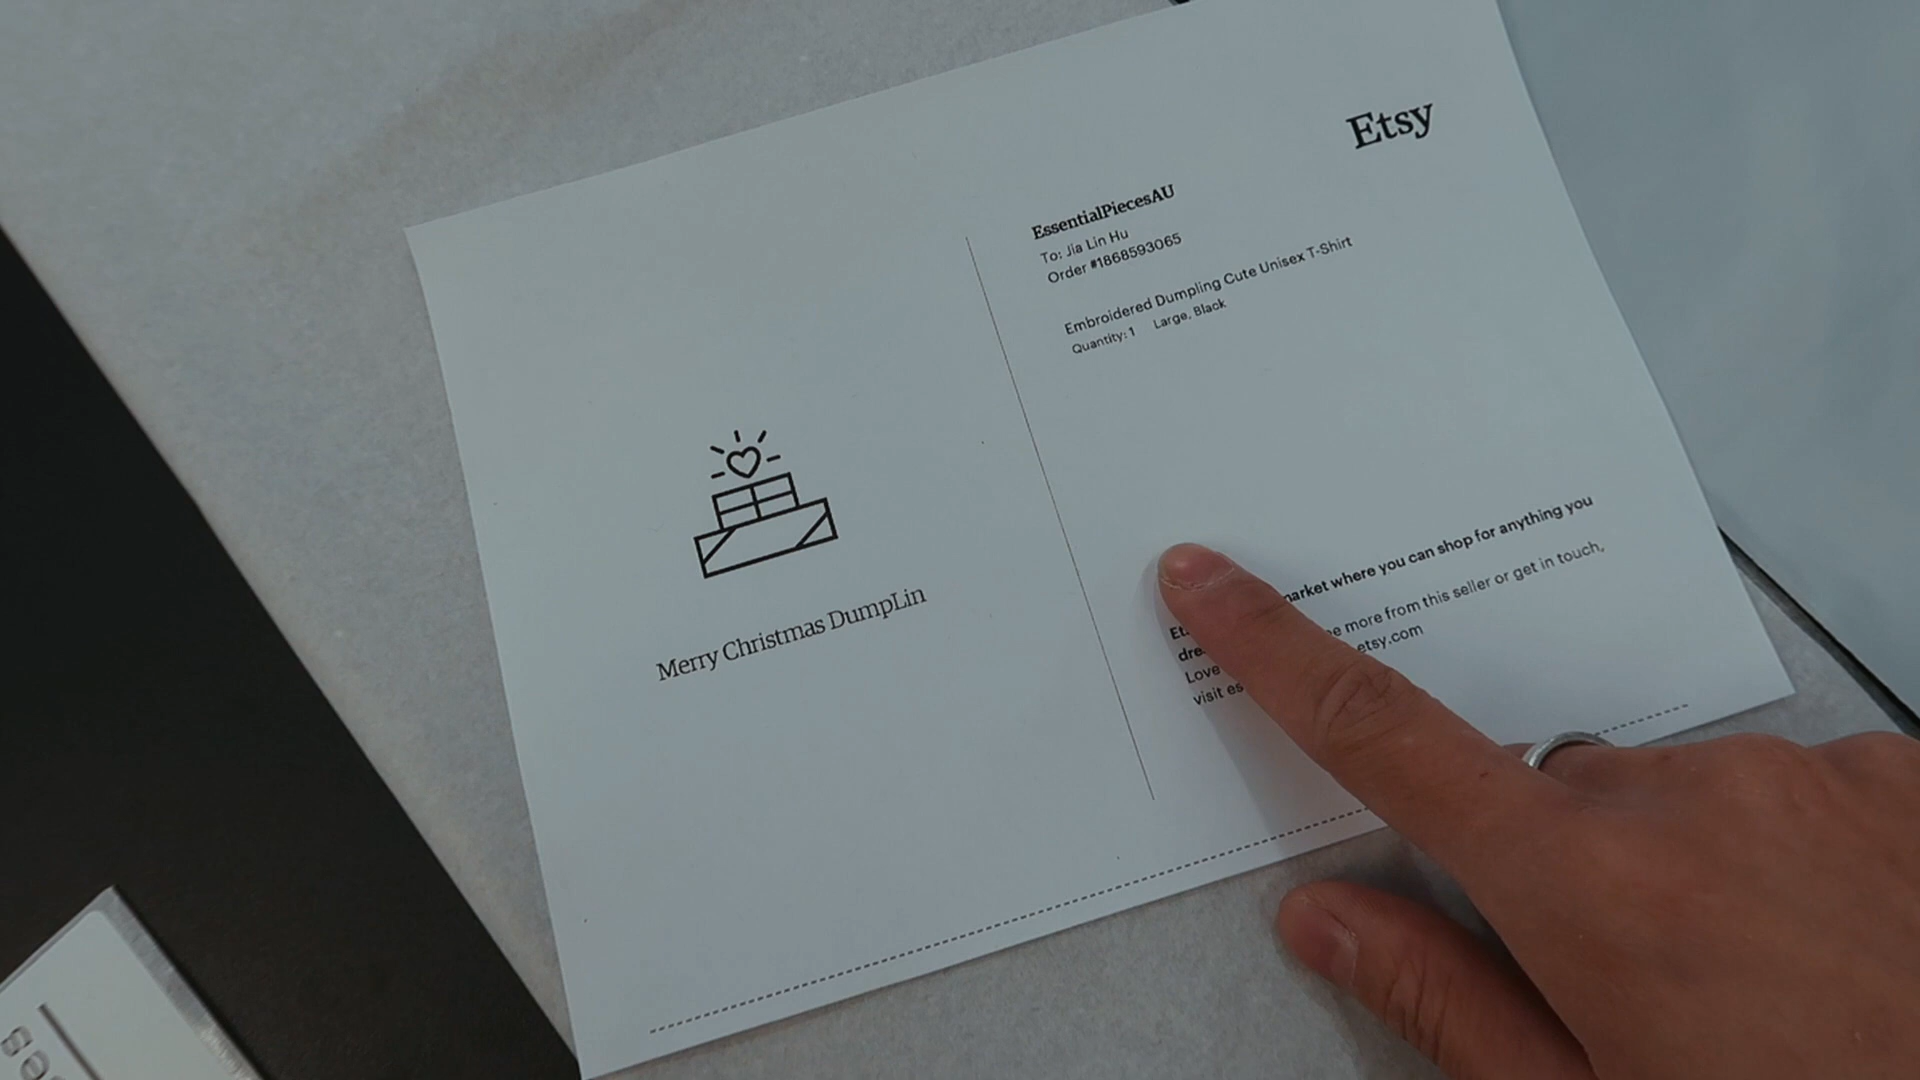 Merry Christmas DumpLin
Etsy
EssentialPiecesAU
To: Jia Lin Hu
Order #1868593065
Embroidered Dumpling Cute Unisex T-Shirt
Quantity: 1 Large, Black
market where you can shop for anything you
Love more from this seller or get in touch,
visit etsy.com